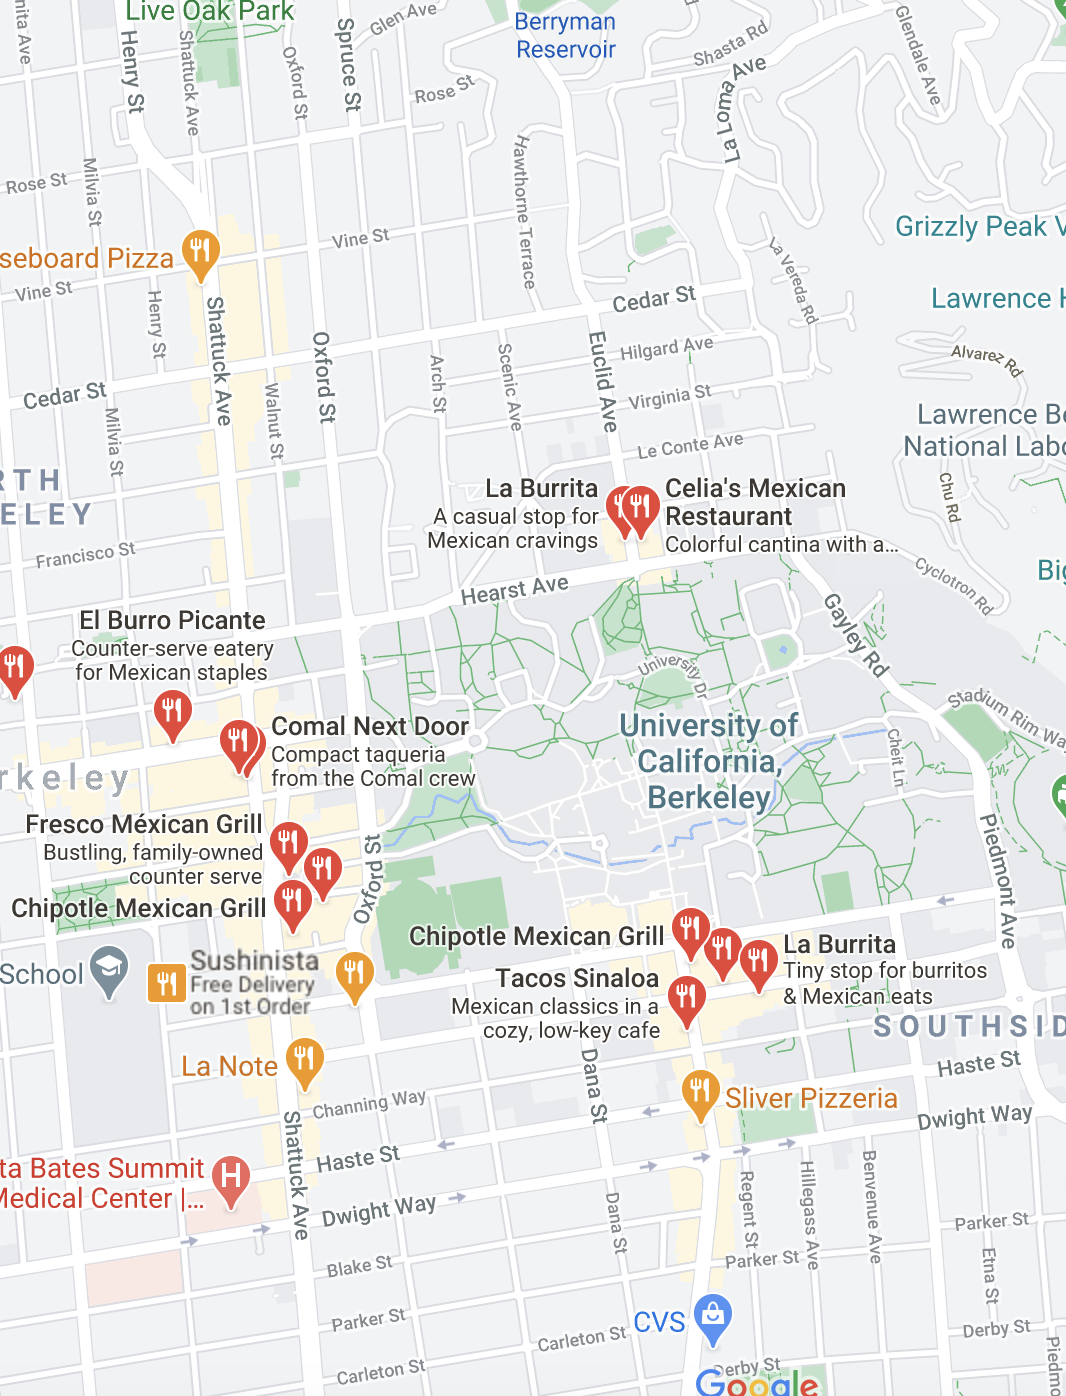 Live Oak Park
Glen Ave
Berryman
Reservoir
Shasta Rd
Glendale Ave
Henry St
Shattuck Ave
Oxford St
Spruce St
Rose St
La Loma Ave
Hawthorne Terrace
Rose St
Milvia St
Grizzly Peak V
seboard Pizza
Vine St
La Vereda Rd
Vine St
Henry St
Shattuck Ave
Cedar St
Lawrence H
Oxford St
Euclid Ave
Hilgard Ave
Alvarez Rd
Arch St
Scenic Ave
Cedar St
Walnut St
Virginia St
Milvia St
Lawrence Be
National Labo
Le Conte Ave
RTH
ELEY
La Burrita
A casual stop for
Mexican cravings
Celia's Mexican
Restaurant
Colorful cantina with a...
Chu Rd
Francisco St
Hearst Ave
Big
Cyclotron Rd
El Burro Picante
Counter-serve eatery
for Mexican staples
Gayley Rd
University Dr
Stadium Rim Wa
Comal Next Door
Compact taqueria
from the Comal crew
University of
California,
Berkeley
Cheit Ln
rkeley
Fresco Méxican Grill
Bustling, family-owned
counter serve
Oxford St
Piedmont Ave
Chipotle Mexican Grill
Chipotle Mexican Grill
La Burrita
Tiny stop for burritos
& Mexican eats
School
Sushinista
Free Delivery
on 1st Order
Tacos Sinaloa
Mexican classics in a
cozy, low-key cafe
SOUTHSID
La Note
Dana St
Haste St
Channing Way
Sliver Pizzeria
Dwight Way
Shattuck Ave
Haste St
ta Bates Summit
Medical Center |...
H
Dwight Way
Dana St
Regent St
Hillegass Ave
Benvenue Ave
Parker St
Blake St
Parker St
Etna St
Parker St
CVS
Carleton St
Derby St
Piedmo
Carleton St
Derby St
Google